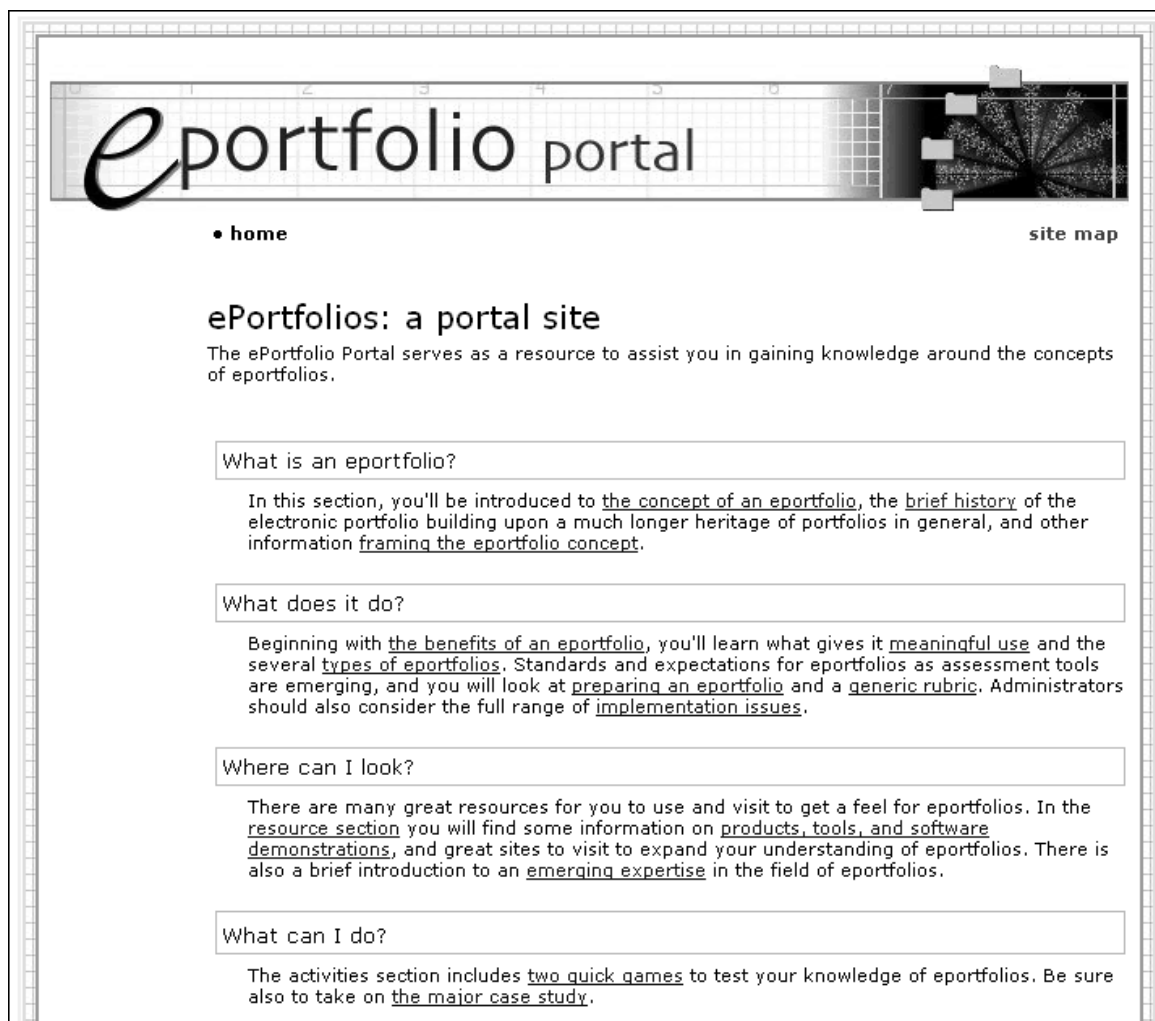 0 1 2 3 4 5 6 7
eportfolio portal
• home site map
ePortfolios: a portal site
The ePortfolio Portal serves as a resource to assist you in gaining knowledge around the concepts
of eportfolios.
What is an eportfolio?
In this section, you'll be introduced to the concept of an eportfolio, the brief history of the
electronic portfolio building upon a much longer heritage of portfolios in general, and other
information framing the eportfolio concept.
What does it do?
Beginning with the benefits of an eportfolio, you'll learn what gives it meaningful use and the
several types of eportfolios. Standards and expectations for eportfolios as assessment tools
are emerging, and you will look at preparing an eportfolio and a generic rubric. Administrators
should also consider the full range of implementation issues.
Where can I look?
There are many great resources for you to use and visit to get a feel for eportfolios. In the
resource section you will find some information on products, tools, and software
demonstrations, and great sites to visit to expand your understanding of eportfolios. There is
also a brief introduction to an emerging expertise in the field of eportfolios.
What can I do?
The activities section includes two quick games to test your knowledge of eportfolios. Be sure
also to take on the major case study.